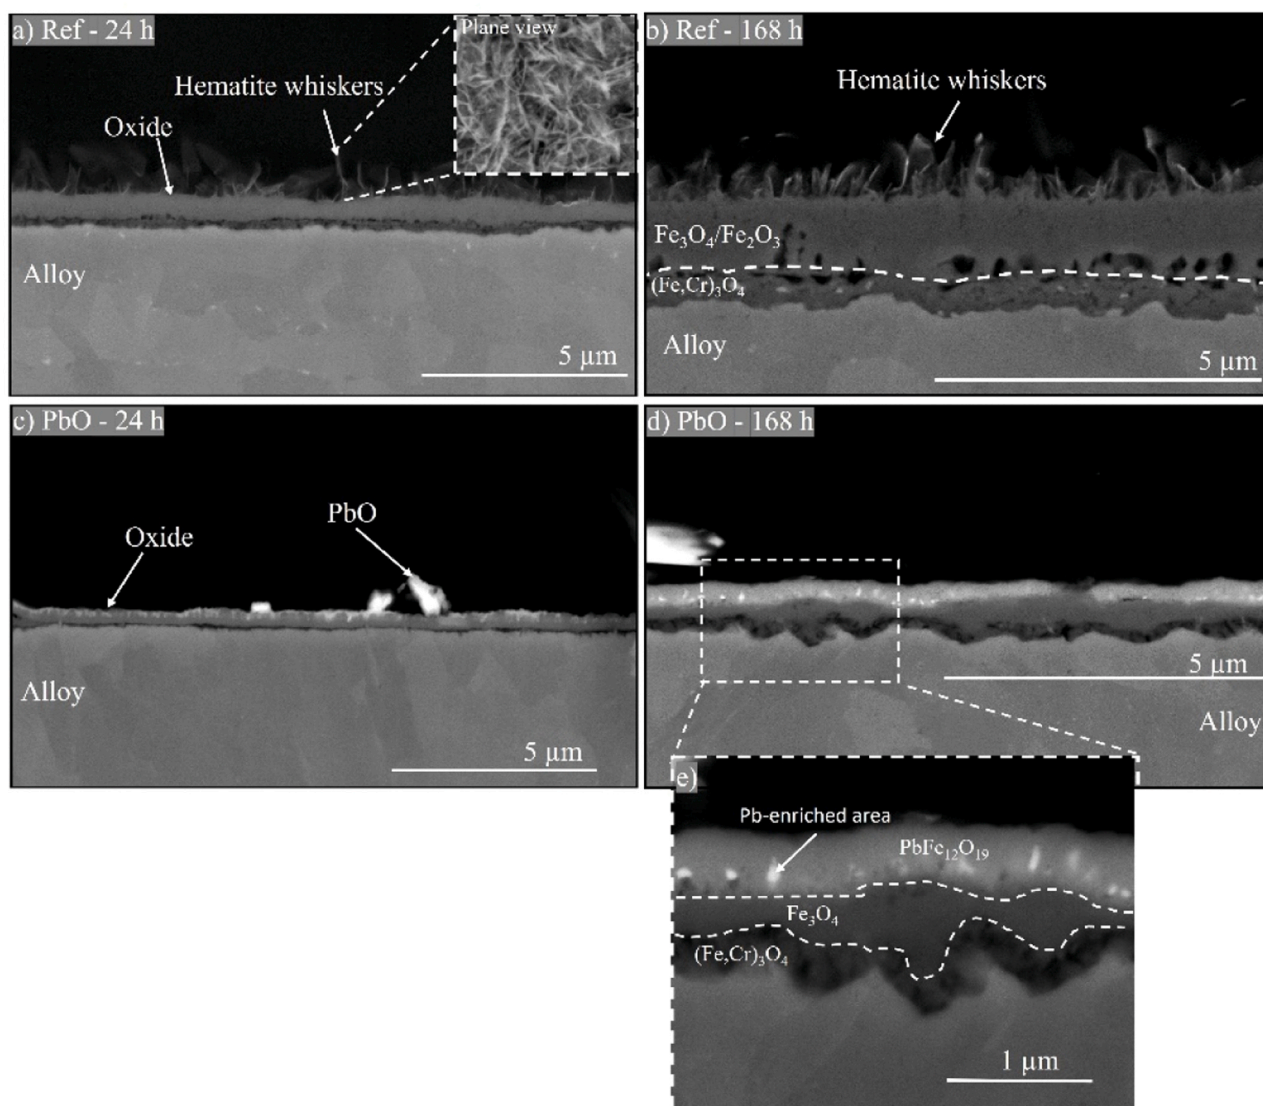 a) Ref - 24 h
Plane view
Hematite whiskers
Oxide
Alloy
5 µm
b) Ref - 168 h
Hematite whiskers
Fe₃O₄/Fe₂O₃
(Fe,Cr)₃O₄
Alloy
5 µm
c) PbO - 24 h
PbO
Oxide
Alloy
5 µm
d) PbO - 168 h
5 µm
Alloy
e)
Pb-enriched area
PbFe₁₂O₁₉
Fe₃O₄
(Fe,Cr)₃O₄
1 µm